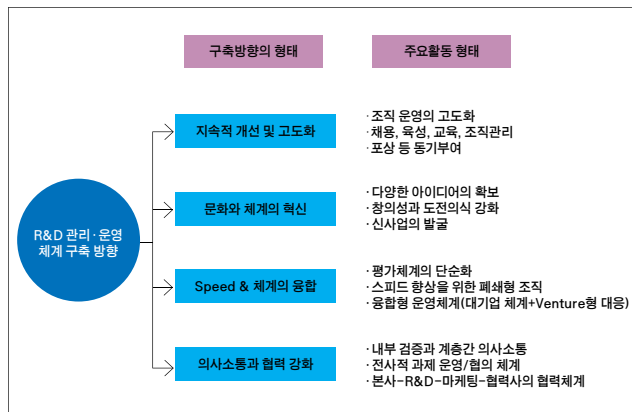 구축방향의 형태
주요활동 형태
R&D 관리·운영
체계 구축 방향
지속적 개선 및 고도화
·조직 운영의 고도화
·채용, 육성, 교육, 조직관리
·포상 등 동기부여
문화와 체계의 혁신
·다양한 아이디어의 확보
·창의성과 도전의식 강화
·신사업의 발굴
Speed & 체계의 융합
·평가체계의 단순화
·스피드 향상을 위한 폐쇄형 조직
·융합형 운영체계(대기업 체계+Venture형 대응)
의사소통과 협력 강화
·내부 검증과 계층간 의사소통
·전사적 과제 운영/협의 체계
·본사-R&D-마케팅-협력사의 협력체계